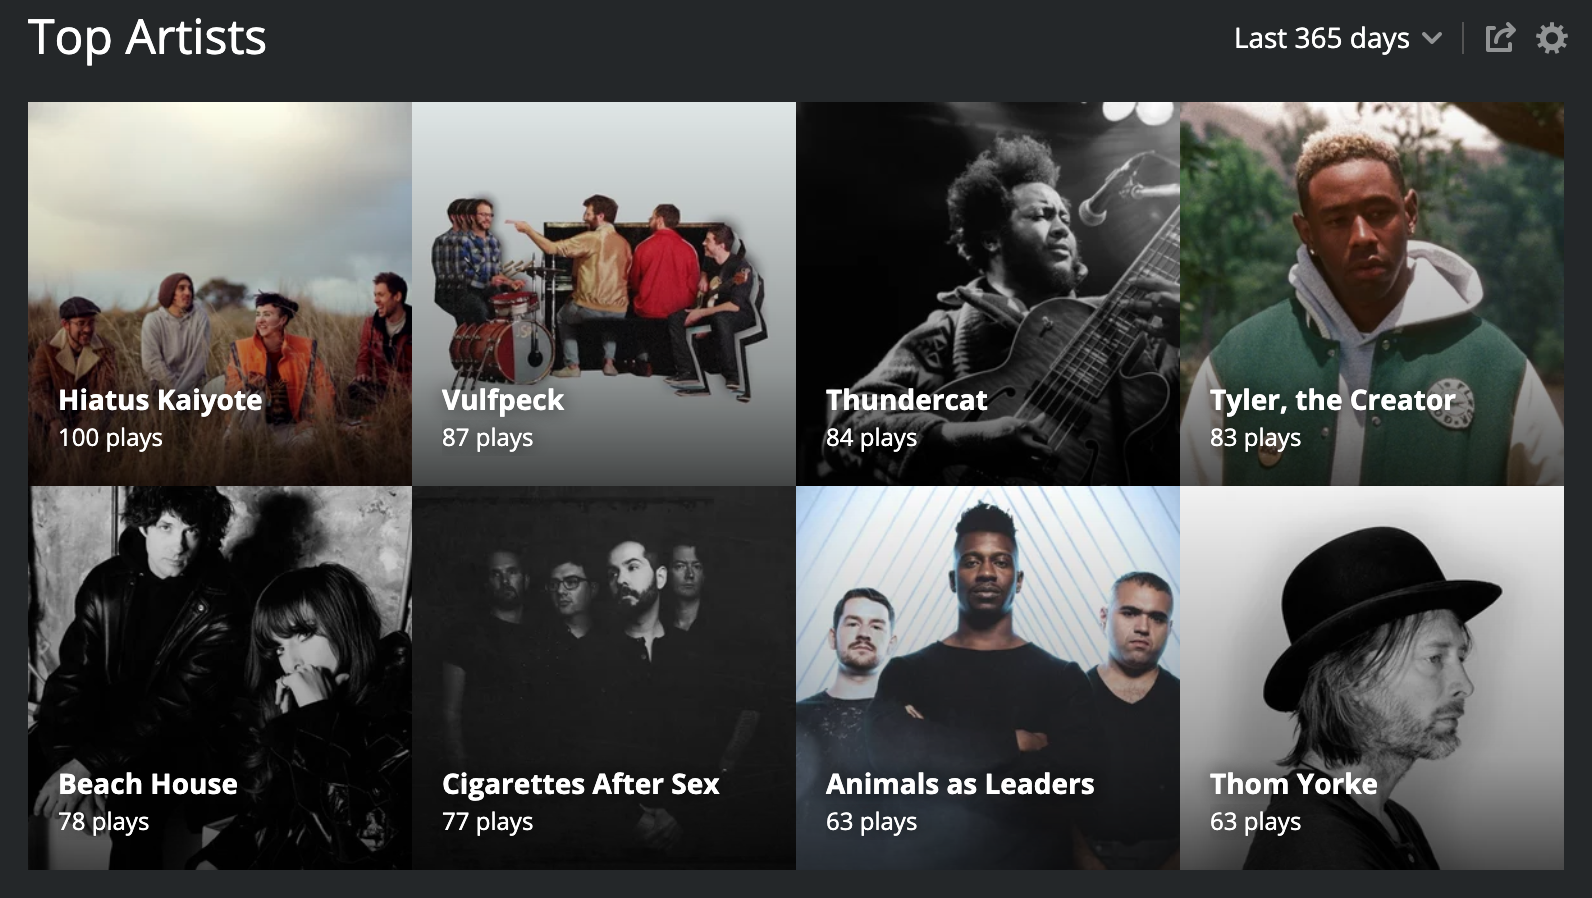 Top Artists
Last 365 days
Hiatus Kaiyote
100 plays
Vulfpeck
87 plays
Thundercat
84 plays
Tyler, the Creator
83 plays
Beach House
78 plays
Cigarettes After Sex
77 plays
Animals as Leaders
63 plays
Thom Yorke
63 plays